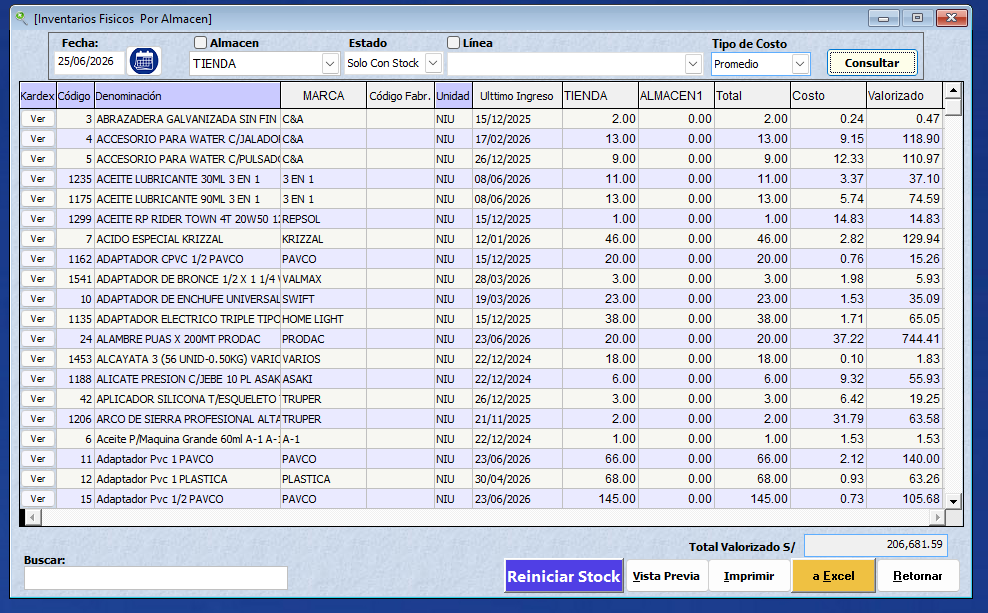 [Inventarios Fisicos Por Almacen]
Fecha: Almacen Estado Línea Tipo de Costo
25/06/2026 TIENDA Solo Con Stock Promedio Consultar
Kardex Código Denominación MARCA Código Fabr. Unidad Ulltimo Ingreso TIENDA ALMACEN1 Total Costo Valorizado
Ver 3 ABRAZADERA GALVANIZADA SIN FIN C&A NIU 15/12/2025 2.00 0.00 2.00 0.24 0.47
Ver 4 ACCESORIO PARA WATER C/JALADO C&A NIU 17/02/2026 13.00 0.00 13.00 9.15 118.90
Ver 5 ACCESORIO PARA WATER C/PULSADO C&A NIU 26/12/2025 9.00 0.00 9.00 12.33 110.97
Ver 1235 ACEITE LUBRICANTE 30ML 3 EN 1 3 EN 1 NIU 08/06/2026 11.00 0.00 11.00 3.37 37.10
Ver 1175 ACEITE LUBRICANTE 90ML 3 EN 1 3 EN 1 NIU 08/06/2026 13.00 0.00 13.00 5.74 74.59
Ver 1299 ACEITE RP RIDER TOWN 4T 20W50 12 REPSOL NIU 15/12/2025 1.00 0.00 1.00 14.83 14.83
Ver 7 ACIDO ESPECIAL KRIZZAL KRIZZAL NIU 12/01/2026 46.00 0.00 46.00 2.82 129.94
Ver 1162 ADAPTADOR CPVC 1/2 PAVCO PAVCO NIU 15/12/2025 20.00 0.00 20.00 0.76 15.26
Ver 1541 ADAPTADOR DE BRONCE 1/2 X 1 1/4 VALMAX NIU 28/03/2026 3.00 0.00 3.00 1.98 5.93
Ver 10 ADAPTADOR DE ENCHUFE UNIVERSAL SWIFT NIU 19/03/2026 23.00 0.00 23.00 1.53 35.09
Ver 1135 ADAPTADOR ELECTRICO TRIPLE TIPO HOME LIGHT NIU 15/12/2025 38.00 0.00 38.00 1.71 65.05
Ver 24 ALAMBRE PUAS X 200MT PRODAC PRODAC NIU 23/06/2026 20.00 0.00 20.00 37.22 744.41
Ver 1453 ALCAYATA 3 (56 UNID-0.50KG) VARIO VARIOS NIU 22/12/2024 18.00 0.00 18.00 0.10 1.83
Ver 1188 ALICATE PRESION C/JEBE 10 PL ASAK ASAKI NIU 22/12/2024 6.00 0.00 6.00 9.32 55.93
Ver 42 APLICADOR SILICONA T/ESQUELETO TRUPER NIU 26/12/2025 3.00 0.00 3.00 6.42 19.25
Ver 1206 ARCO DE SIERRA PROFESIONAL ALTA TRUPER NIU 21/11/2025 2.00 0.00 2.00 31.79 63.58
Ver 6 Aceite P/Maquina Grande 60ml A-1 A-1 A-1 NIU 22/12/2024 1.00 0.00 1.00 1.53 1.53
Ver 11 Adaptador Pvc 1 PAVCO PAVCO NIU 23/06/2026 66.00 0.00 66.00 2.12 140.00
Ver 12 Adaptador Pvc 1 PLASTICA PLASTICA NIU 30/04/2026 68.00 0.00 68.00 0.93 63.26
Ver 15 Adaptador Pvc 1/2 PAVCO PAVCO NIU 23/06/2026 145.00 0.00 145.00 0.73 105.68
Total Valorizado S/ 206,681.59
Buscar:
Reiniciar Stock Vista Previa Imprimir a Excel Retornar